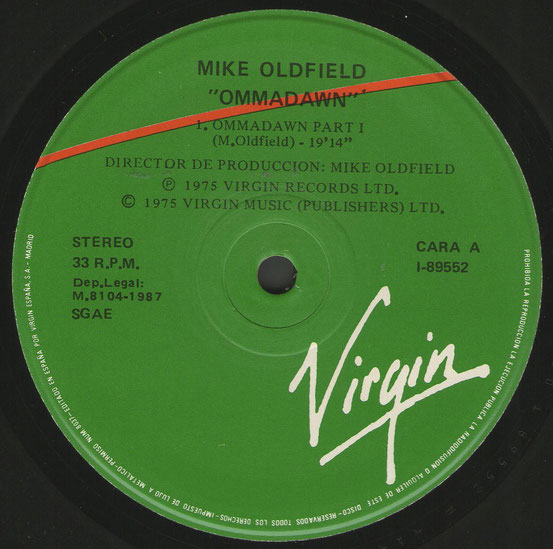 MIKE OLDFIELD
"OMMADAWN"
1. OMMADAWN PART I
(M.Oldfield) - 19'14"
DIRECTOR DE PRODUCCION: MIKE OLDFIELD
Ⓟ 1975 VIRGIN RECORDS LTD.
© 1975 VIRGIN MUSIC (PUBLISHERS) LTD.
STEREO
33 R.P.M.
Dep.Legal:
M.8104-1987
SGAE
CARA A
I-89552
Virgin
PROHIBIDA LA REPRODUCCION LA EJECUCION PUBLICA LA RADIODIFUSION O ALQUILER DE ESTE DISCO-RESERVADOS TODOS LOS DERECHOS-IMPUESTO DE LUJO A METALICO-PERMISO NUM 8037-EDITADO EN ESPAÑA POR VIRGIN ESPAÑA, S.A. - MADRID